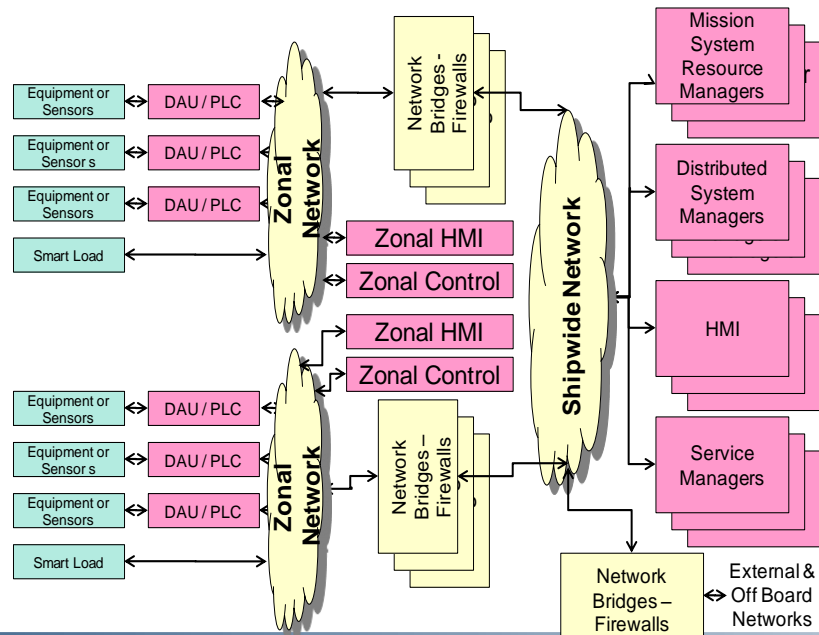 Mission
System
Resource
Managers
Network
Bridges -
Firewalls
Equipment or
Sensors
DAU / PLC
Equipment or
Sensor s
DAU / PLC
Equipment or
Sensors
DAU / PLC
Smart Load
Zonal
Network
Zonal HMI
Zonal Control
Distributed
System
Managers
Shipwide Network
HMI
Zonal HMI
Zonal Control
Equipment or
Sensors
DAU / PLC
Equipment or
Sensor s
DAU / PLC
Equipment or
Sensors
DAU / PLC
Smart Load
Zonal
Network
Network
Bridges –
Firewalls
Service
Managers
Network
Bridges –
Firewalls
External &
Off Board
Networks